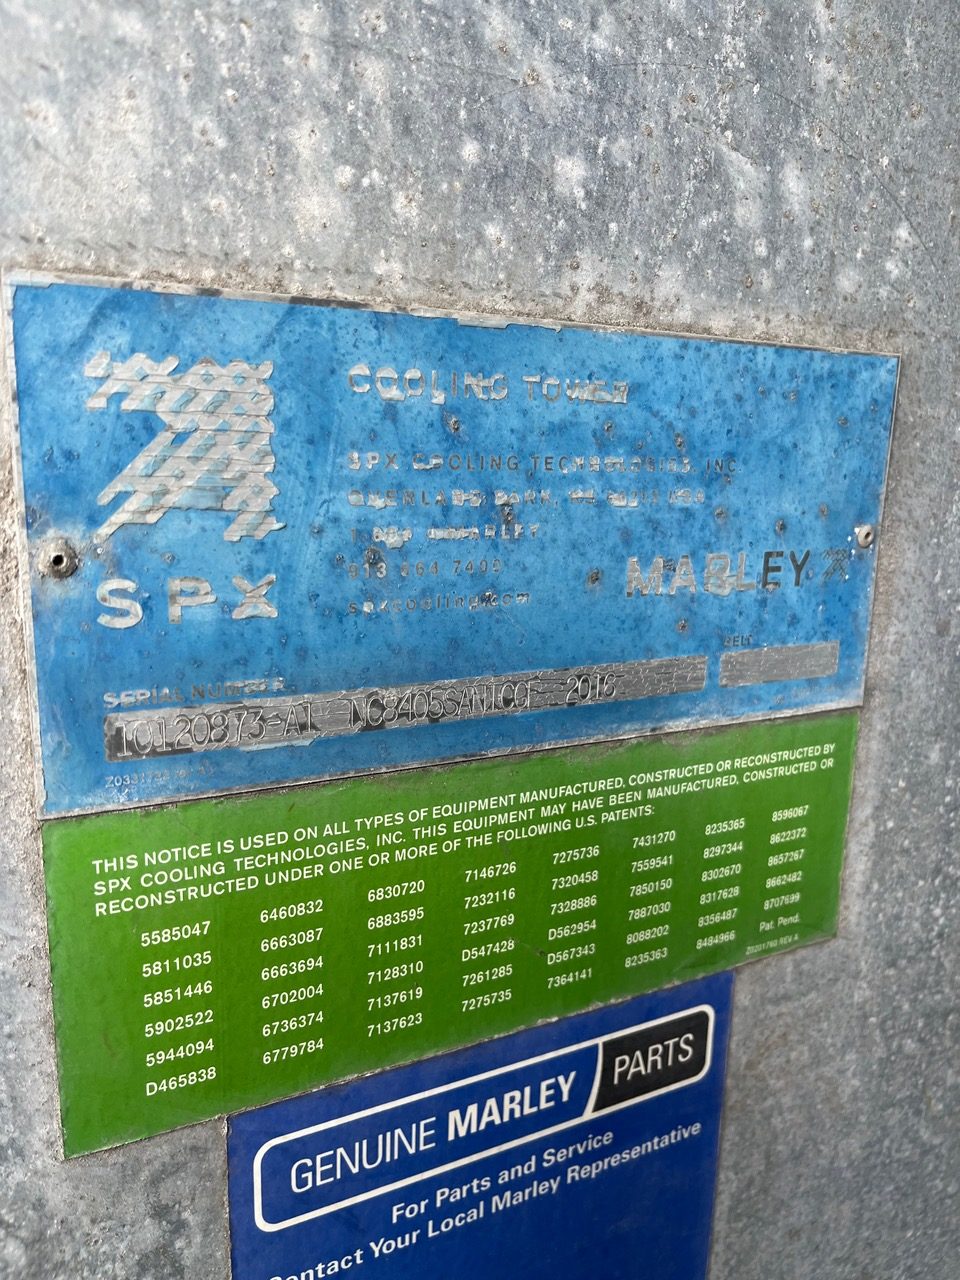 COOLING TOWER
SPX COOLING TECHNOLOGIES, INC.
OVERLAND PARK, USA
MARLEY
913 664 7400
spxcooling.com
SPX
MARLEY
SERIAL NUMBER
BELT
10120873-A1 NC8405SAN1CCF 2016
THIS NOTICE IS USED ON ALL TYPES OF EQUIPMENT MANUFACTURED, CONSTRUCTED OR RECONSTRUCTED BY
SPX COOLING TECHNOLOGIES, INC. THIS EQUIPMENT MAY HAVE BEEN MANUFACTURED, CONSTRUCTED OR
RECONSTRUCTED UNDER ONE OR MORE OF THE FOLLOWING U.S. PATENTS:
5585047 6460832 6830720 7146726 7275736 7431270 8235365 8596067
5811035 6663087 6883595 7232116 7320458 7559541 8297344 8622372
5851446 6663694 7111831 7237769 7328886 7850150 8302670 8657267
5902522 6702004 7128310 D547428 D562954 7887030 8317628 8662482
5944094 6736374 7137619 7261285 D567343 8088202 8356487 8707699
D465838 6779784 7137623 7275735 7364141 8235363 8484966 Pat. Pend.
Z0201760 REV A
GENUINE MARLEY PARTS
For Parts and Service
Contact Your Local Marley Representative